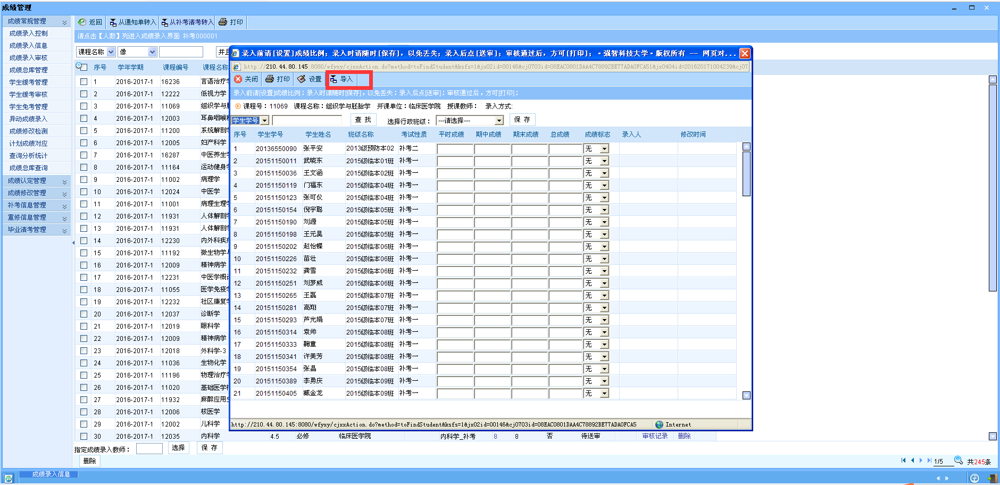 成绩管理
成绩常规管理
成绩录入控制
成绩录入信息
成绩录入审核
成绩总库管理
学生缓考管理
学生缓考审核
学生免考管理
异动成绩录入
成绩修改检测
计划成绩对应
查询分析统计
成绩总库查询
成绩认定管理
成绩修改管理
补考信息管理
重修信息管理
毕业清考管理
返回 从通知单转入 从补考清考转入 打印
请点击【人数】列进入成绩录入界面 补考000001
课程名称 像 并且
序号 学年学期 课程编号 课程名称
1 2016-2017-1 16236 言语治疗学
2 2016-2017-1 12222 低视力学
3 2016-2017-1 11069 组织学与胚
4 2016-2017-1 12003 耳鼻咽喉科
5 2016-2017-1 11200 系统解剖学
6 2016-2017-1 12005 妇产科学
7 2016-2017-1 16287 中医养生学
8 2016-2017-1 11164 运动健身学
9 2016-2017-1 11002 病理学
10 2016-2017-1 12024 中医学
11 2016-2017-1 11001 病理生理学
12 2016-2017-1 11931 人体解剖学
13 2016-2017-1 11931 人体解剖学
14 2016-2017-1 12230 内外科疾病
15 2016-2017-1 11192 微生物学与
16 2016-2017-1 12009 精神病学
17 2016-2017-1 12231 中医学概论
18 2016-2017-1 11055 医学免疫学
19 2016-2017-1 12232 社区康复学
20 2016-2017-1 12037 诊断学
21 2016-2017-1 12019 眼科学
22 2016-2017-1 12009 精神病学
23 2016-2017-1 12018 外科学-3
24 2016-2017-1 11036 生物化学
25 2016-2017-1 11196 物理治疗学
26 2016-2017-1 11020 基础医学概
27 2016-2017-1 11932 麻醉应用生
28 2016-2017-1 12006 核医学
29 2016-2017-1 12002 儿科学
30 2016-2017-1 12035 内科学 4.5 必修 临床医学院 内科学_补考 8 8 否 待送审 审核记录 删除
录入前请[设置]成绩比例；录入时请随时[保存]，以免丢失；录入后点[送审]；审核通过后，方可[打印]；·强智科技大学·版权所有 -- 网页对...
http://210.44.80.145:8080/wfyxy/cjxxAction.do?method=toFindStudent&ksfs=1&jx02id=00146&cj0703id=08EAC0801DAA4C78892BE77ADA0FCA51&jx0404id=201620171004239&cj07
关闭 打印 设置 导入
录入前请[设置]成绩比例；录入时请随时[保存]，以免丢失；录入后点[送审]；审核通过后，方可[打印]；
课程号：11069 课程名称：组织学与胚胎学 开课单位：临床医学院 授课教师： 录入方式:
学生学号 查 找 选择行政班级： ---请选择--- 保 存
序号 学生学号 学生姓名 班级名称 考试性质 平时成绩 期中成绩 期末成绩 总成绩 成绩标志 录入人 修改时间
1 20136550090 张平安 2013级预防本02 补考二 无
2 20151150011 武晓东 2015级临本01班 补考一 无
3 20151150036 王文涵 2015级临本02班 补考一 无
4 20151150119 门福东 2015级临本04班 补考一 无
5 20151150123 张可仪 2015级临本04班 补考一 无
6 20151150154 倪宇聪 2015级临本05班 补考一 无
7 20151150190 刘源 2015级临本05班 补考一 无
8 20151150198 王元昊 2015级临本05班 补考一 无
9 20151150202 赵怡蝶 2015级临本06班 补考一 无
10 20151150226 苗壮 2015级临本06班 补考一 无
11 20151150232 龚雪 2015级临本06班 补考一 无
12 20151150251 刘梦威 2015级临本06班 补考一 无
13 20151150265 王磊 2015级临本07班 补考一 无
14 20151150281 高翔 2015级临本07班 补考一 无
15 20151150293 芦光娟 2015级临本07班 补考一 无
16 20151150314 袁帅 2015级临本08班 补考一 无
17 20151150333 鞠童 2015级临本08班 补考一 无
18 20151150341 许美芳 2015级临本08班 补考一 无
19 20151150354 张晶 2015级临本08班 补考一 无
20 20151150389 李勇庆 2015级临本09班 补考一 无
21 20151150405 臧金龙 2015级临本09班 补考一 无
http://210.44.80.145:8080/wfyxy/cjxxAction.do?method=toFindStudent&ksfs=1&jx02id=00146&cj0703id=08EAC0801DAA4C78892BE77ADA0FCA5 Internet
指定成绩录入教师： 选择 保 存
删除
1/5 共245条
成绩录入信息